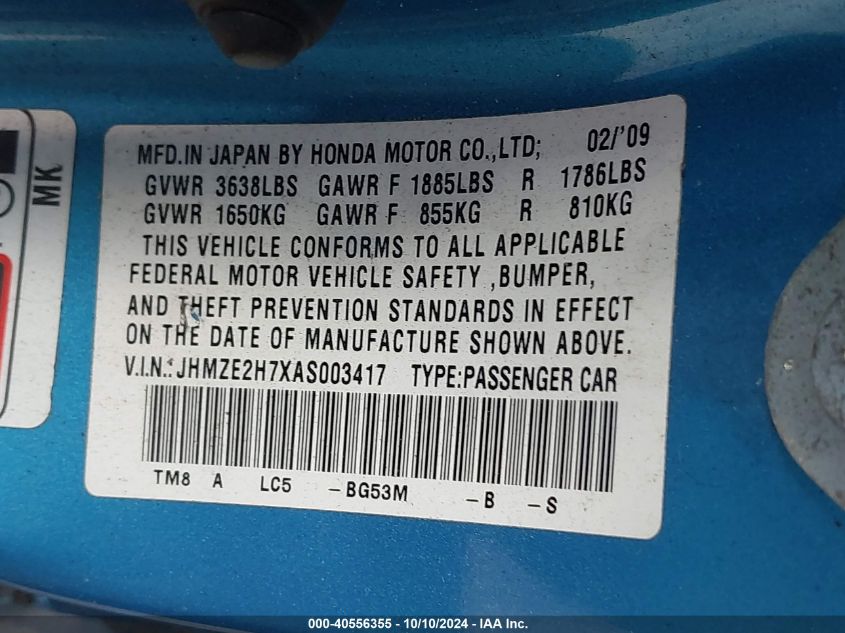 MFD.IN JAPAN BY HONDA MOTOR CO.,LTD; 02/'09
GVWR 3638LBS GAWR F 1885LBS R 1786LBS
GVWR 1650KG GAWR F 855KG R 810KG
THIS VEHICLE CONFORMS TO ALL APPLICABLE
FEDERAL MOTOR VEHICLE SAFETY ,BUMPER,
AND THEFT PREVENTION STANDARDS IN EFFECT
ON THE DATE OF MANUFACTURE SHOWN ABOVE.
V.I.N.: JHMZE2H7XAS003417 TYPE:PASSENGER CAR
TM8 A LC5 -BG53M -B -S
MK
000-40556355 - 10/10/2024 - IAA Inc.